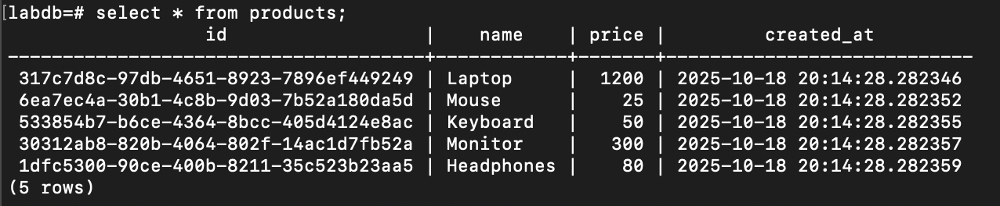 [labdb=# select * from products;
                  id                  |    name    | price |         created_at
--------------------------------------+------------+-------+----------------------------
 317c7d8c-97db-4651-8923-7896ef449249 | Laptop     |  1200 | 2025-10-18 20:14:28.282346
 6ea7ec4a-30b1-4c8b-9d03-7b52a180da5d | Mouse      |    25 | 2025-10-18 20:14:28.282352
 533854b7-b6ce-4364-8bcc-405d4124e8ac | Keyboard   |    50 | 2025-10-18 20:14:28.282355
 30312ab8-820b-4064-802f-14ac1d7fb52a | Monitor    |   300 | 2025-10-18 20:14:28.282357
 1dfc5300-90ce-400b-8211-35c523b23aa5 | Headphones |    80 | 2025-10-18 20:14:28.282359
(5 rows)